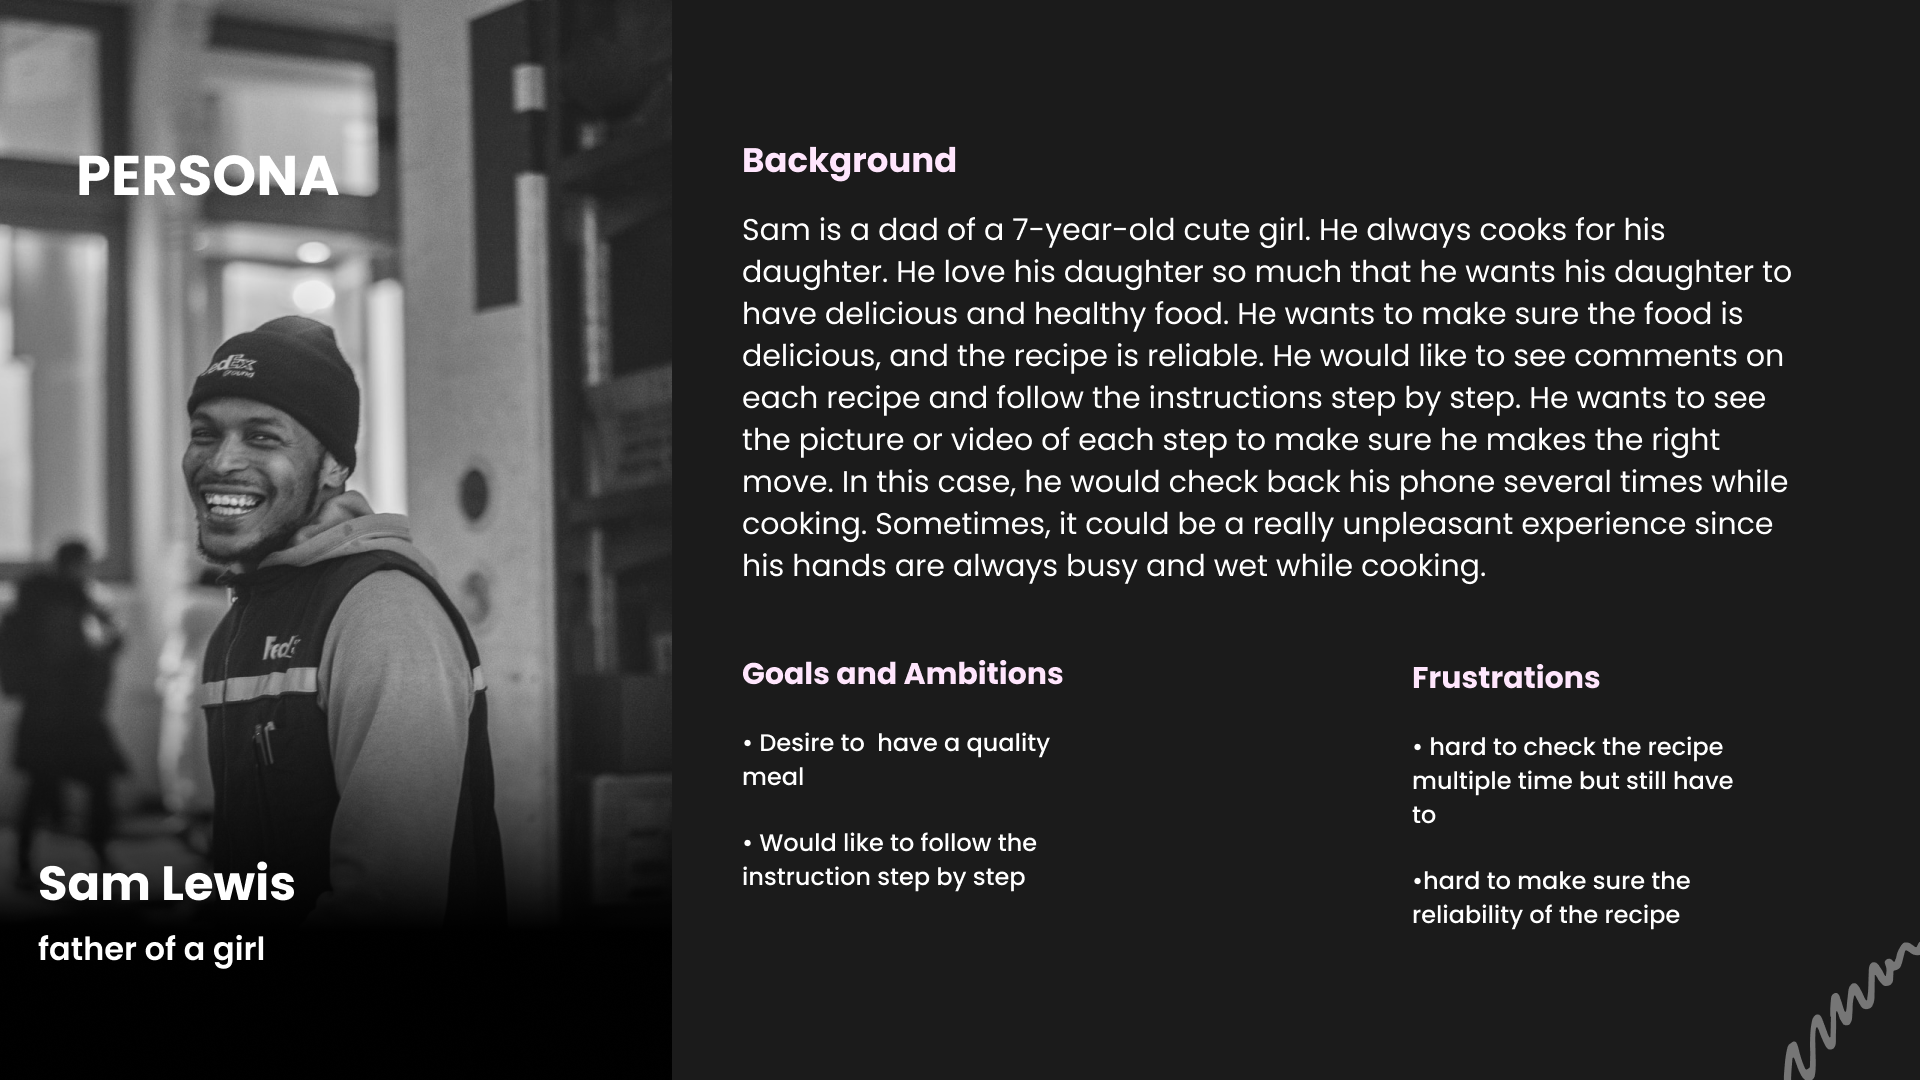 PERSONA
FedEx
Ground
FedEx
Sam Lewis
father of a girl
Background
Sam is a dad of a 7-year-old cute girl. He always cooks for his
daughter. He love his daughter so much that he wants his daughter to
have delicious and healthy food. He wants to make sure the food is
delicious, and the recipe is reliable. He would like to see comments on
each recipe and follow the instructions step by step. He wants to see
the picture or video of each step to make sure he makes the right
move. In this case, he would check back his phone several times while
cooking. Sometimes, it could be a really unpleasant experience since
his hands are always busy and wet while cooking.
Goals and Ambitions
• Desire to  have a quality
meal
• Would like to follow the
instruction step by step
Frustrations
• hard to check the recipe
multiple time but still have
to
•hard to make sure the
reliability of the recipe